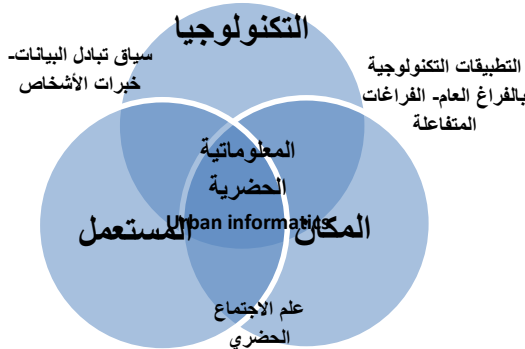 التكنولوجيا
سياق تبادل البيانات-
خبرات الأشخاص
التطبيقات التكنولوجية
بالفراغ العام- الفراغات
المتفاعلة
المعلوماتية
الحضرية
Urban informatics
المكان
المستعمل
علم الاجتماع
الحضري